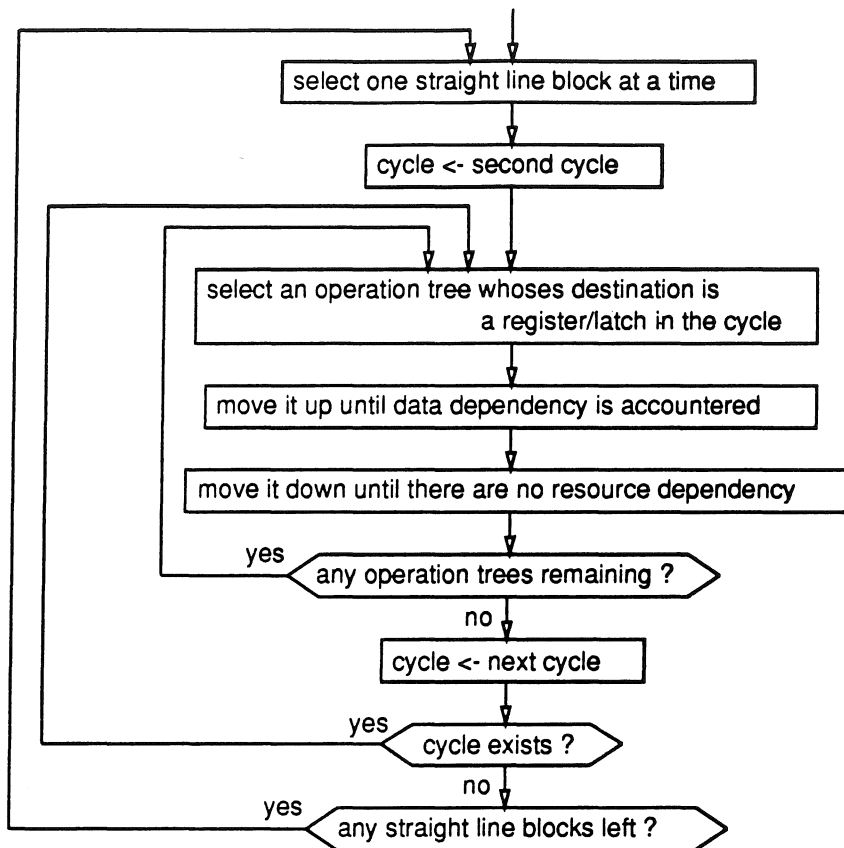 select one straight line block at a time
cycle <- second cycle
select an operation tree whoses destination is
a register/latch in the cycle
move it up until data dependency is accountered
move it down until there are no resource dependency
yes
any operation trees remaining ?
no
cycle <- next cycle
yes
cycle exists ?
no
yes
any straight line blocks left ?